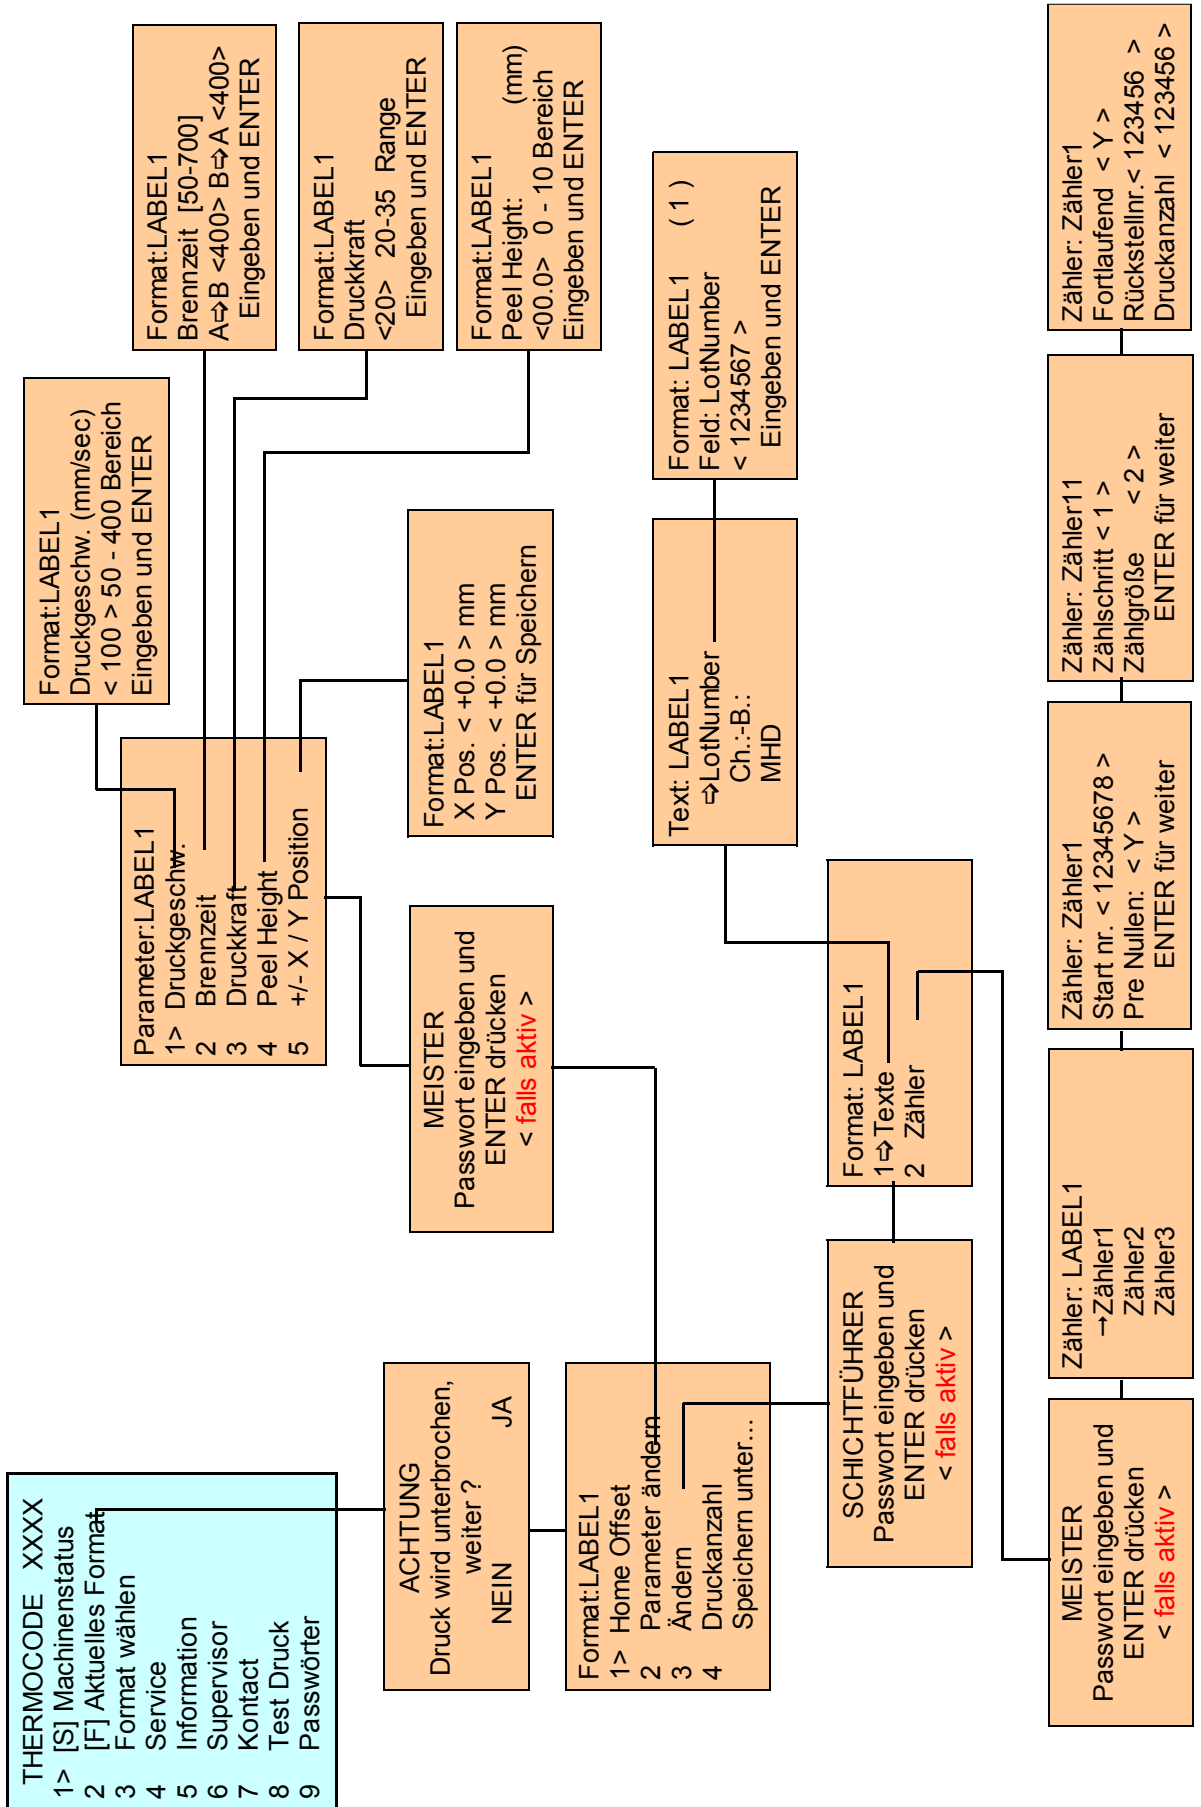 THERMOCODE XXXX
1> [S] Machinenstatus
2 [F] Aktuelles Format
3 Format wählen
4 Service
5 Information
6 Supervisor
7 Kontact
8 Test Druck
9 Passwörter
ACHTUNG
Druck wird unterbrochen,
weiter ?
NEIN JA
Format:LABEL1
1> Home Offset
2 Parameter ändern
3 Ändern
4 Druckanzahl
Speichern unter...
MEISTER
Passwort eingeben und
ENTER drücken
< falls aktiv >
Parameter:LABEL1
1> Druckgeschw.
2 Brennzeit
3 Druckkraft
4 Peel Height
5 +/- X / Y Position
Format:LABEL1
Druckgeschw. (mm/sec)
< 100 > 50 - 400 Bereich
Eingeben und ENTER
Format:LABEL1
Brennzeit [50-700]
A⇨B <400> B⇨A <400>
Eingeben und ENTER
Format:LABEL1
Druckkraft
<20> 20-35 Range
Eingeben und ENTER
Format:LABEL1
Peel Height: (mm)
<00.0> 0 - 10 Bereich
Eingeben und ENTER
Format:LABEL1
X Pos. < +0.0 > mm
Y Pos. < +0.0 > mm
ENTER für Speichern
SCHICHTFÜHRER
Passwort eingeben und
ENTER drücken
< falls aktiv >
Format: LABEL1
1⇨Texte
2 Zähler
Text: LABEL1
⇨LotNumber
Ch.:-B.:
MHD
Format: LABEL1 ( 1 )
Feld: LotNumber
< 1234567 >
Eingeben und ENTER
MEISTER
Passwort eingeben und
ENTER drücken
< falls aktiv >
Zähler: LABEL1
→Zähler1
Zähler2
Zähler3
Zähler: Zähler1
Start nr. < 12345678 >
Pre Nullen: < Y >
ENTER für weiter
Zähler: Zähler11
Zählschritt < 1 >
Zählgröße < 2 >
ENTER für weiter
Zähler: Zähler1
Fortlaufend < Y >
Rückstellnr.< 123456 >
Druckanzahl < 123456 >